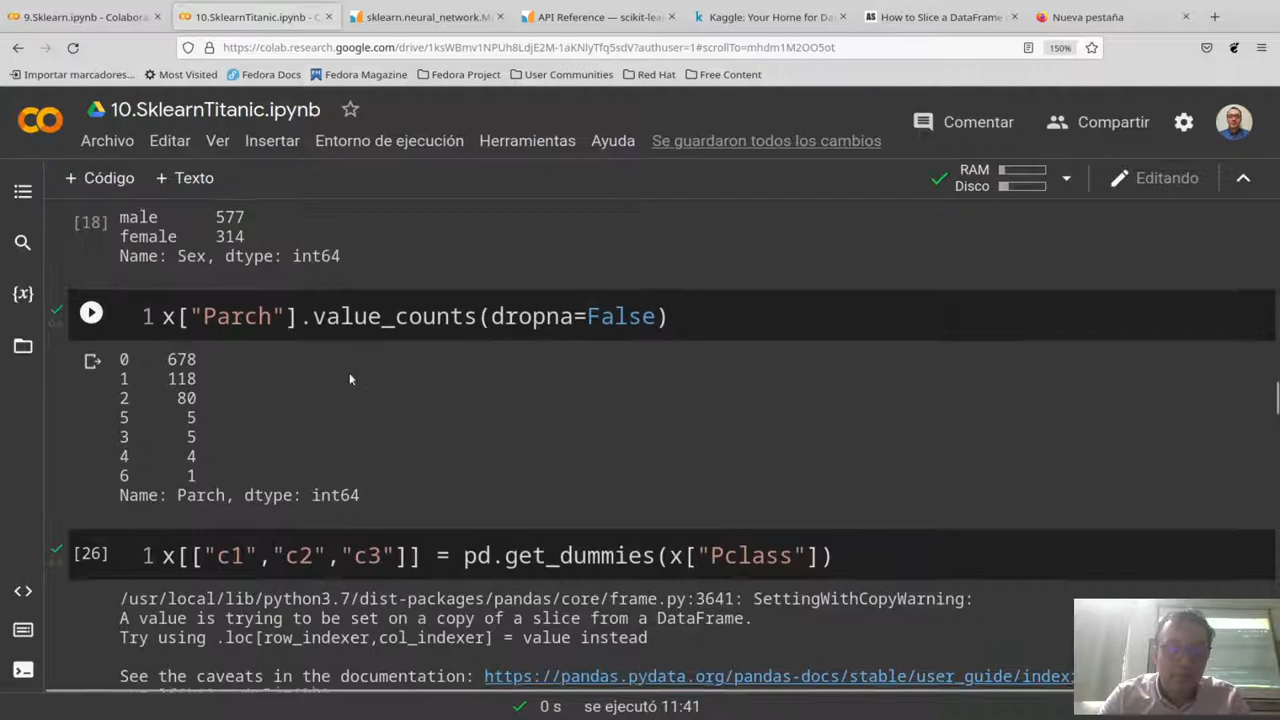 9.Sklearn.ipynb - Colabora
10.SklearnTitanic.ipynb - C
sklearn.neural_network.M
API Reference — scikit-lea
Kaggle: Your Home for Da
How to Slice a DataFrame
Nueva pestaña
https://colab.research.google.com/drive/1ksWBmv1NPUh8LdjE2M-1aKNlyTfq5sdV?authuser=1#scrollTo=mhdm1M2OO5ot
150%
Importar marcadores...
Most Visited
Fedora Docs
Fedora Magazine
Fedora Project
User Communities
Red Hat
Free Content
10.SklearnTitanic.ipynb
Comentar
Compartir
Archivo Editar Ver Insertar Entorno de ejecución Herramientas Ayuda Se guardaron todos los cambios
+ Código + Texto
RAM
Disco
Editando
[18] male 577
female 314
Name: Sex, dtype: int64
1 x["Parch"].value_counts(dropna=False)
0 678
1 118
2 80
5 5
3 5
4 4
6 1
Name: Parch, dtype: int64
[26] 1 x[["c1","c2","c3"]] = pd.get_dummies(x["Pclass"])
/usr/local/lib/python3.7/dist-packages/pandas/core/frame.py:3641: SettingWithCopyWarning:
A value is trying to be set on a copy of a slice from a DataFrame.
Try using .loc[row_indexer,col_indexer] = value instead
See the caveats in the documentation: https://pandas.pydata.org/pandas-docs/stable/user_guide/index
0 s se ejecutó 11:41